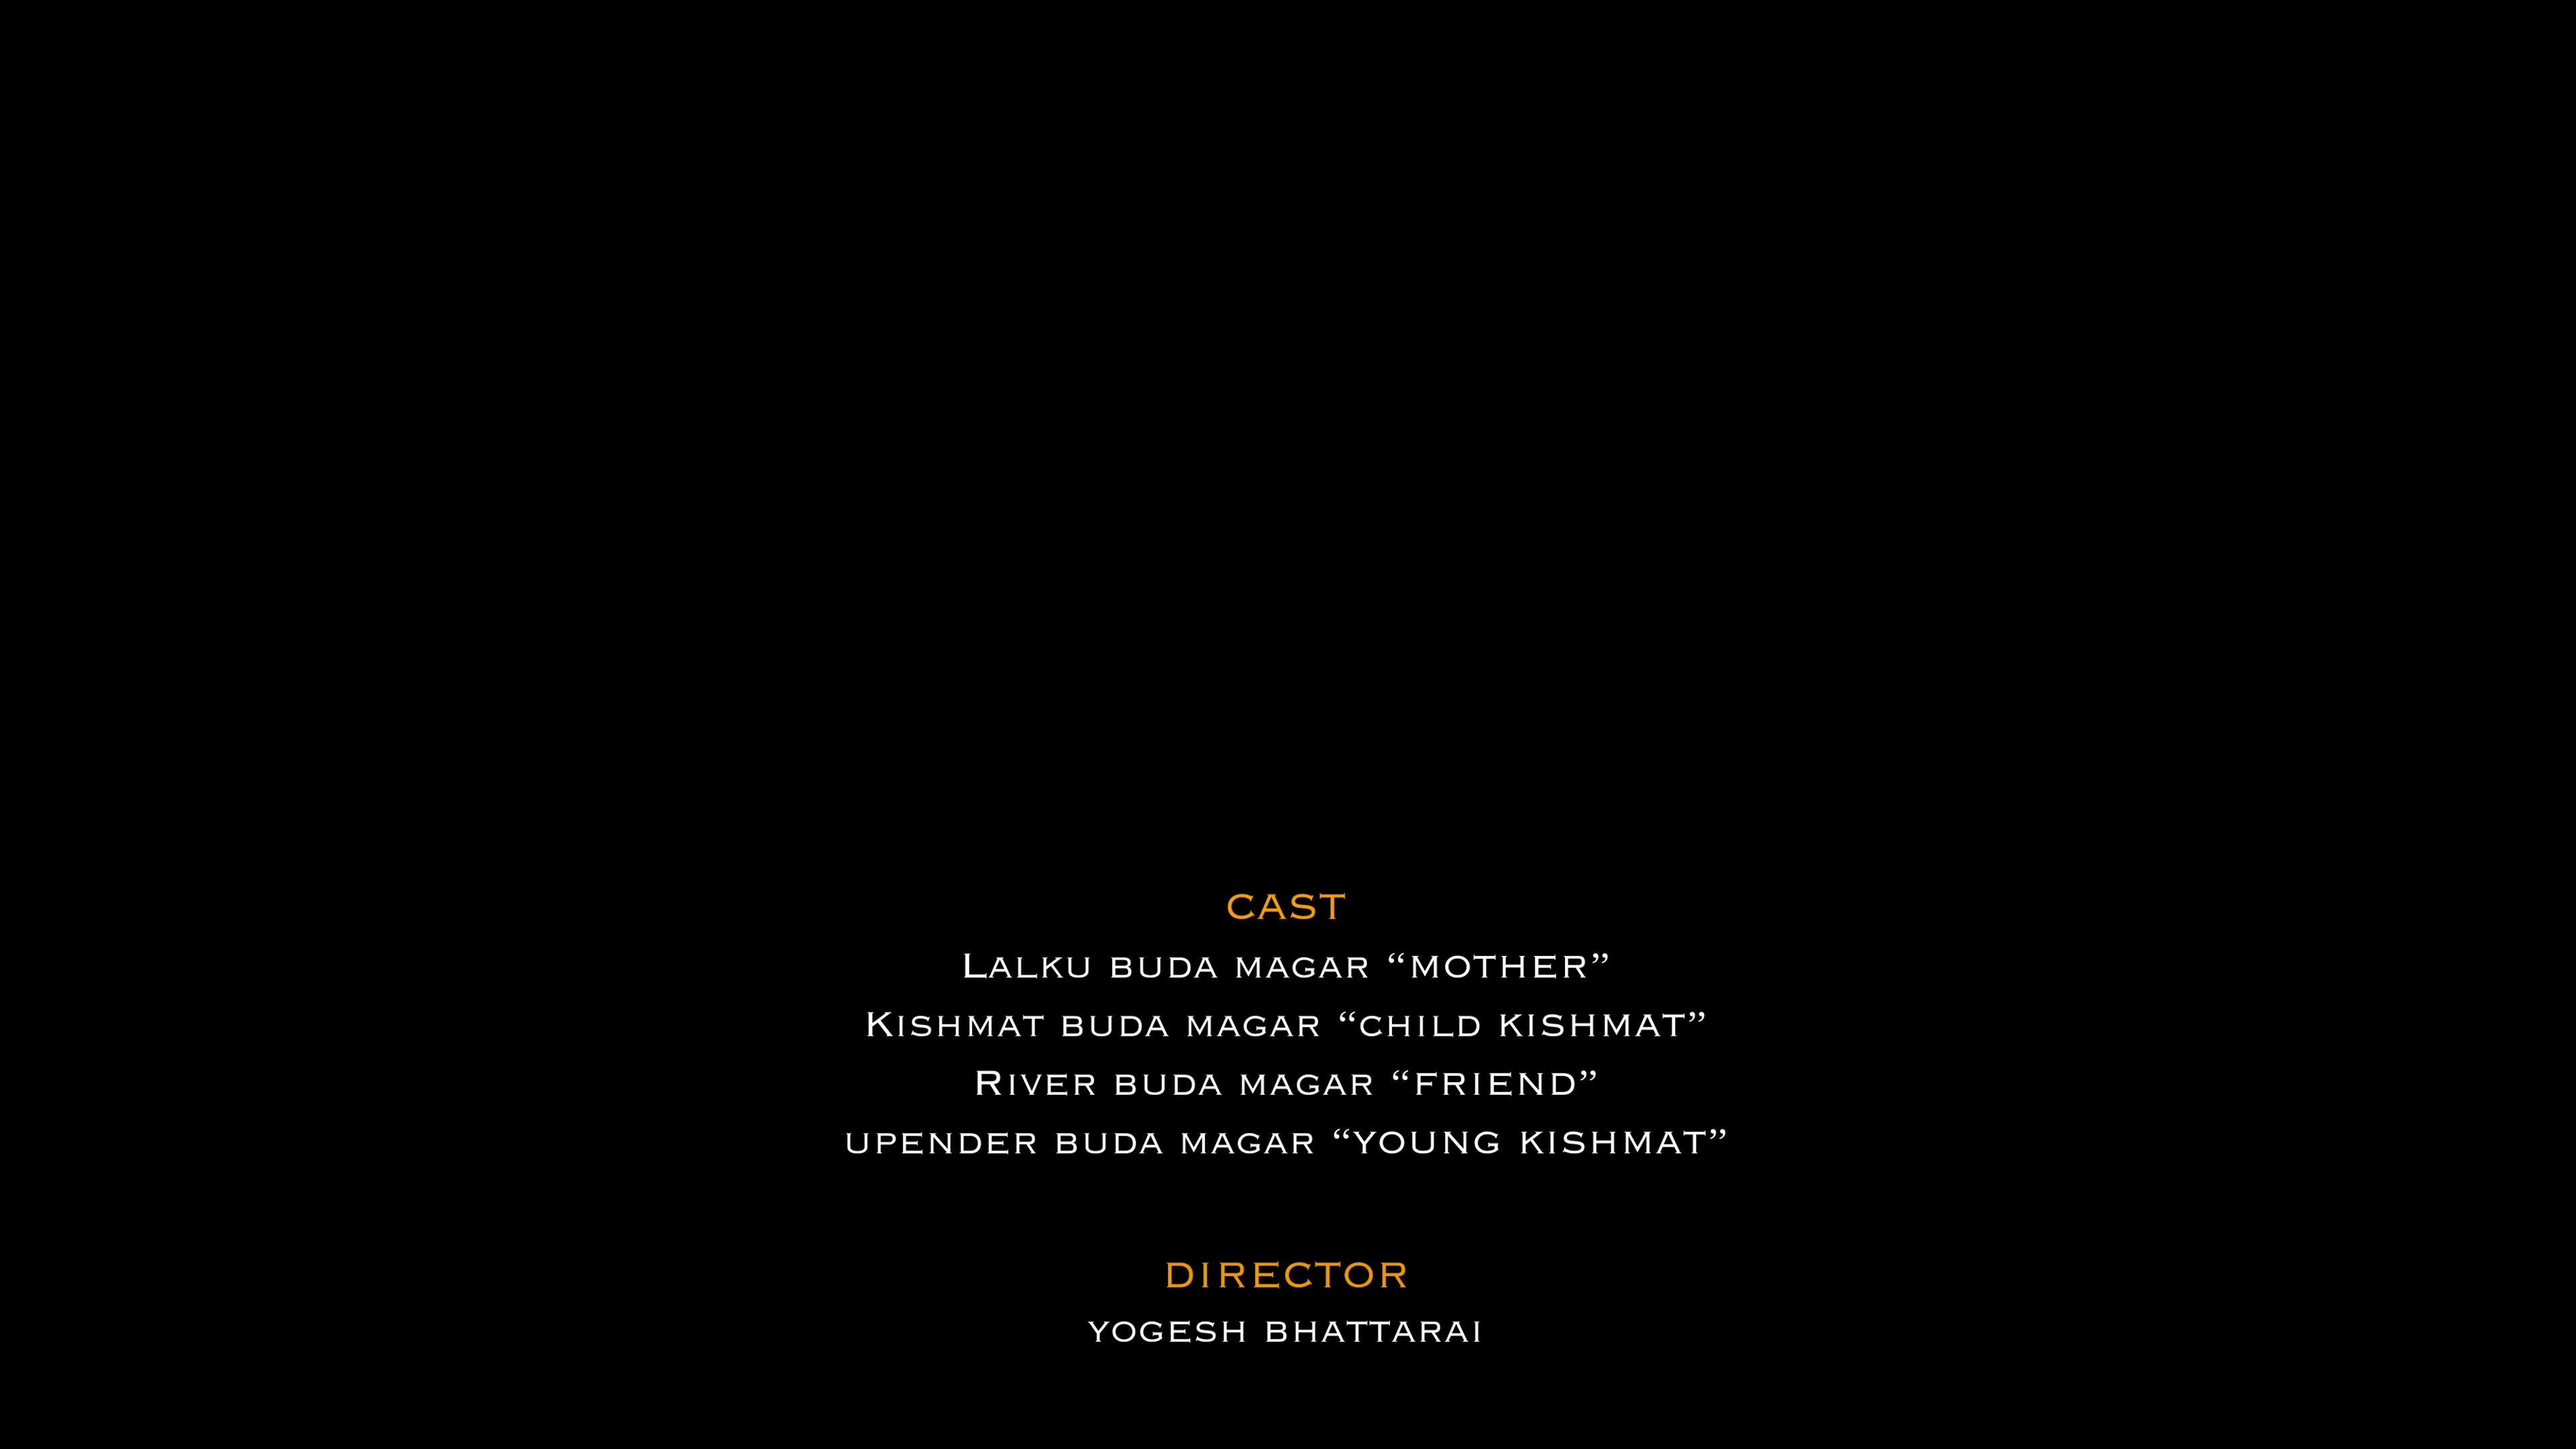 CAST
LALKU BUDA MAGAR “MOTHER”
KISHMAT BUDA MAGAR “CHILD KISHMAT”
RIVER BUDA MAGAR “FRIEND”
UPENDER BUDA MAGAR “YOUNG KISHMAT”
DIRECTOR
YOGESH BHATTARAI